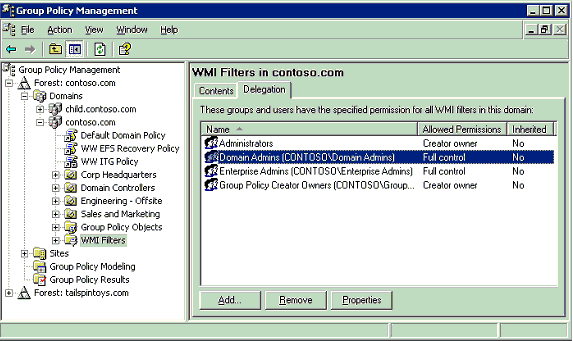 Group Policy Management
File Action View Window Help
Group Policy Management
Forest: contoso.com
Domains
child.contoso.com
contoso.com
Default Domain Policy
WW EFS Recovery Policy
WW ITG Policy
Corp Headquarters
Domain Controllers
Engineering - Offsite
Sales and Marketing
Group Policy Objects
WMI Filters
Sites
Group Policy Modeling
Group Policy Results
Forest: tailspintoys.com
WMI Filters in contoso.com
Contents Delegation
These groups and users have the specified permission for all WMI filters in this domain:
Name Allowed Permissions Inherited
Administrators Creator owner No
Domain Admins (CONTOSO\Domain Admins) Full control No
Enterprise Admins (CONTOSO\Enterprise Admins) Full control No
Group Policy Creator Owners (CONTOSO\Group... Creator owner No
Add... Remove Properties